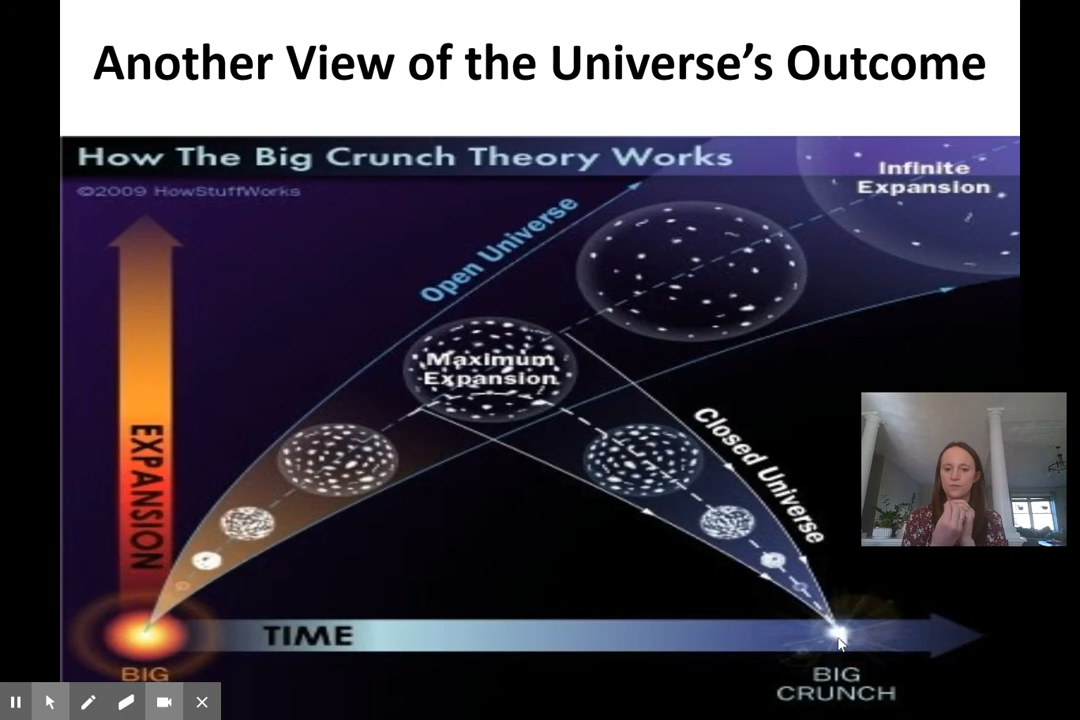 Another View of the Universe’s Outcome
How The Big Crunch Theory Works
©2009 HowStuffWorks
Infinite
Expansion
Open Universe
Maximum
Expansion
Closed Universe
EXPANSION
TIME
BIG
BIG
CRUNCH